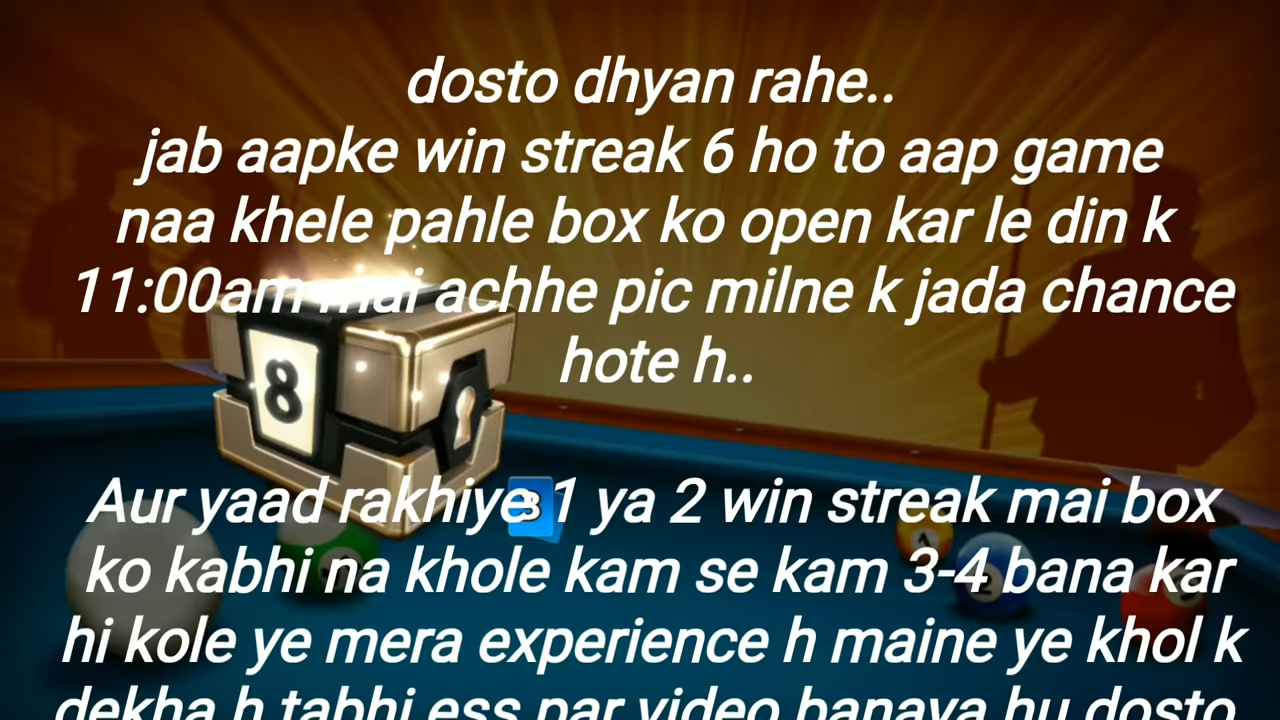 dosto dhyan rahe..
jab aapke win streak 6 ho to aap game
naa khele pahle box ko open kar le din k
11:00am mai achhe pic milne k jada chance
hote h..
8
Aur yaad rakhiye 1 ya 2 win streak mai box
3
ko kabhi na khole kam se kam 3-4 bana kar
2
hi kole ye mera experience h maine ye khol k
dekha h tabhi ess par video banaya hu dosto